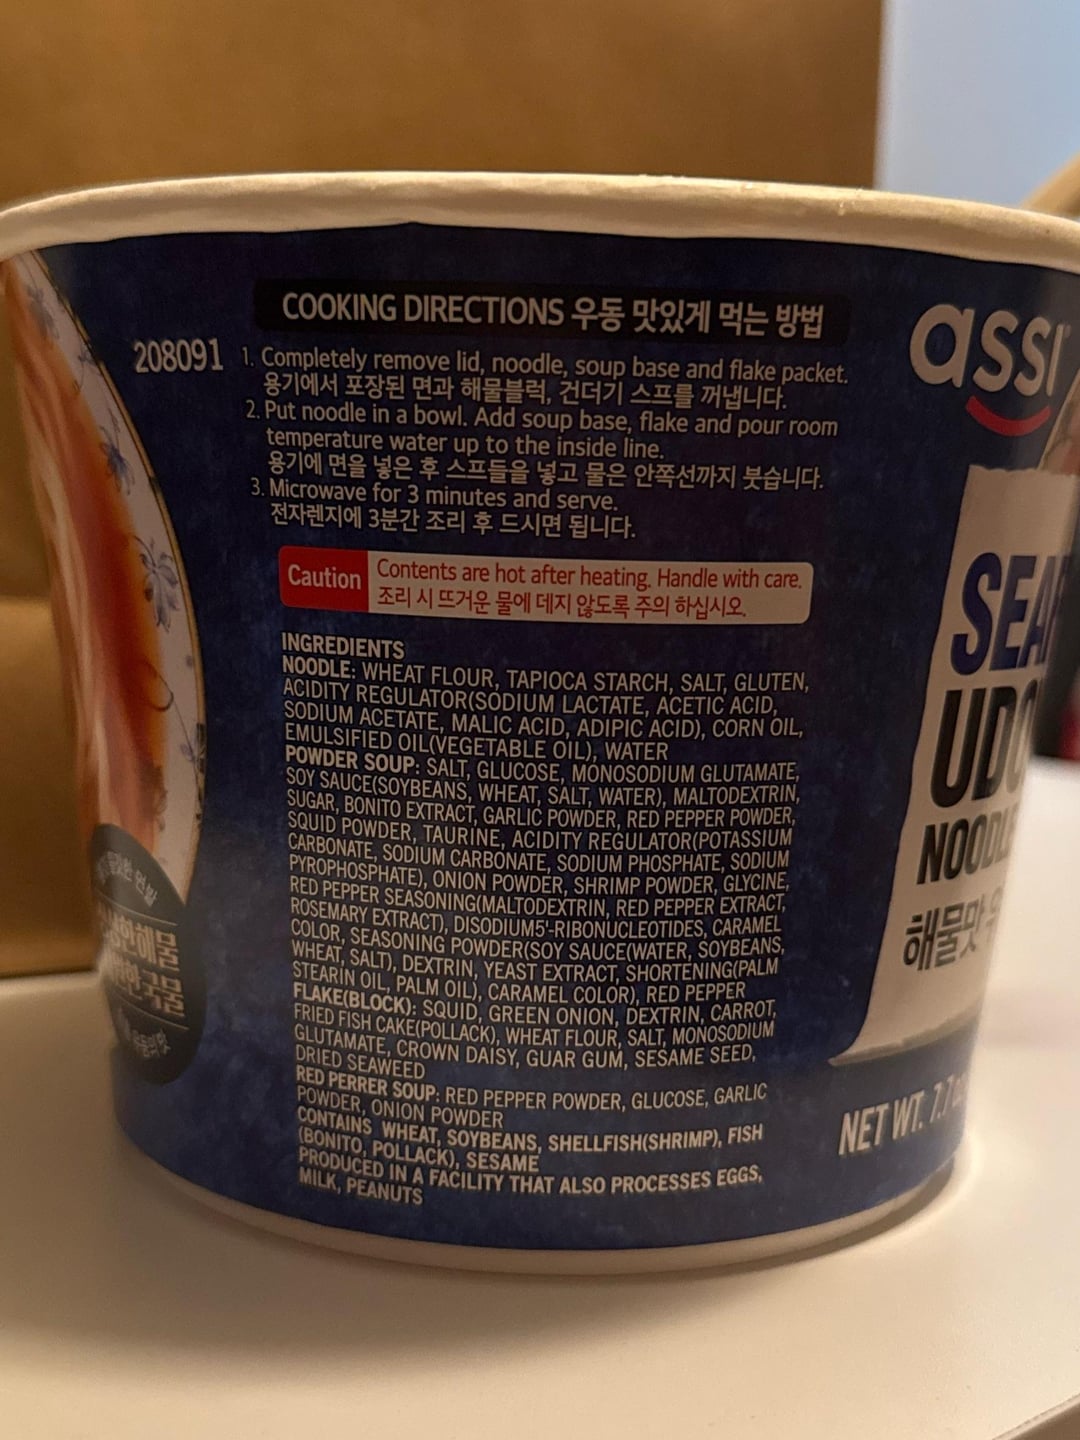 208091
COOKING DIRECTIONS 우동 맛있게 먹는 방법
1. Completely remove lid, noodle, soup base and flake packet.
용기에서 포장된 면과 해물블럭, 건더기 스프를 꺼냅니다.
2. Put noodle in a bowl. Add soup base, flake and pour room
temperature water up to the inside line.
용기에 면을 넣은 후 스프들을 넣고 물은 안쪽선까지 붓습니다.
3. Microwave for 3 minutes and serve.
전자렌지에 3분간 조리 후 드시면 됩니다.
Caution
Contents are hot after heating. Handle with care.
조리 시 뜨거운 물에 데지 않도록 주의 하십시오.
INGREDIENTS
NOODLE: WHEAT FLOUR, TAPIOCA STARCH, SALT, GLUTEN,
ACIDITY REGULATOR(SODIUM LACTATE, ACETIC ACID,
SODIUM ACETATE, MALIC ACID, ADIPIC ACID), CORN OIL,
EMULSIFIED OIL(VEGETABLE OIL), WATER
POWDER SOUP: SALT, GLUCOSE, MONOSODIUM GLUTAMATE,
SOY SAUCE(SOYBEANS, WHEAT, SALT, WATER), MALTODEXTRIN,
SUGAR, BONITO EXTRACT, GARLIC POWDER, RED PEPPER POWDER,
SQUID POWDER, TAURINE, ACIDITY REGULATOR(POTASSIUM
CARBONATE, SODIUM CARBONATE, SODIUM PHOSPHATE, SODIUM
PYROPHOSPHATE), ONION POWDER, SHRIMP POWDER, GLYCINE,
RED PEPPER SEASONING(MALTODEXTRIN, RED PEPPER EXTRACT,
ROSEMARY EXTRACT), DISODIUM5'-RIBONUCLEOTIDES, CARAMEL
COLOR, SEASONING POWDER(SOY SAUCE(WATER, SOYBEANS,
WHEAT, SALT), DEXTRIN, YEAST EXTRACT, SHORTENING(PALM
STEARIN OIL, PALM OIL), CARAMEL COLOR), RED PEPPER
FLAKE(BLOCK): SQUID, GREEN ONION, DEXTRIN, CARROT,
FRIED FISH CAKE(POLLACK), WHEAT FLOUR, SALT, MONOSODIUM
GLUTAMATE, CROWN DAISY, GUAR GUM, SESAME SEED,
DRIED SEAWEED
RED PERRER SOUP: RED PEPPER POWDER, GLUCOSE, GARLIC
POWDER, ONION POWDER
CONTAINS WHEAT, SOYBEANS, SHELLFISH(SHRIMP), FISH
(BONITO, POLLACK), SESAME
PRODUCED IN A FACILITY THAT ALSO PROCESSES EGGS,
MILK, PEANUTS
assi
SEA
UDO
NOODLE
해물맛
NET WT. 7.7